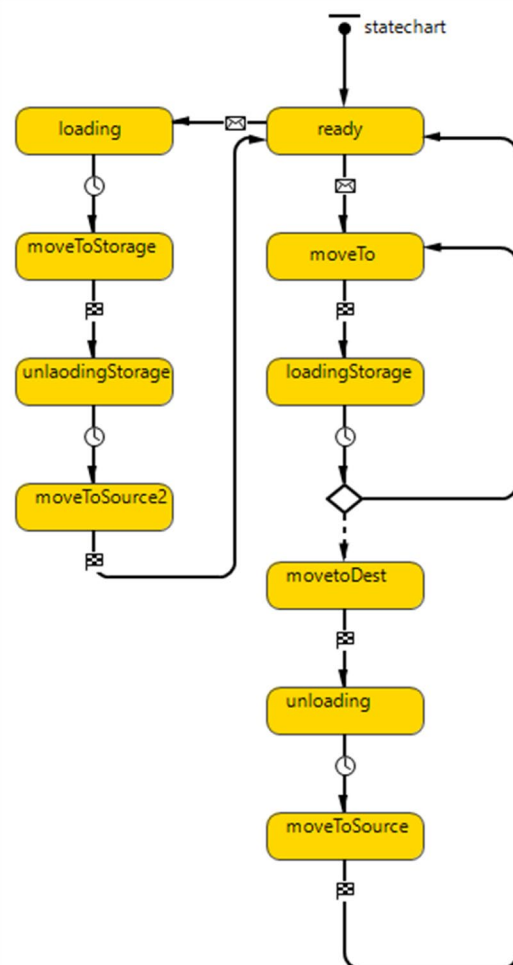 statechart
loading
ready
moveToStorage
moveTo
unlaodingStorage
loadingStorage
moveToSource2
movetoDest
unloading
moveToSource